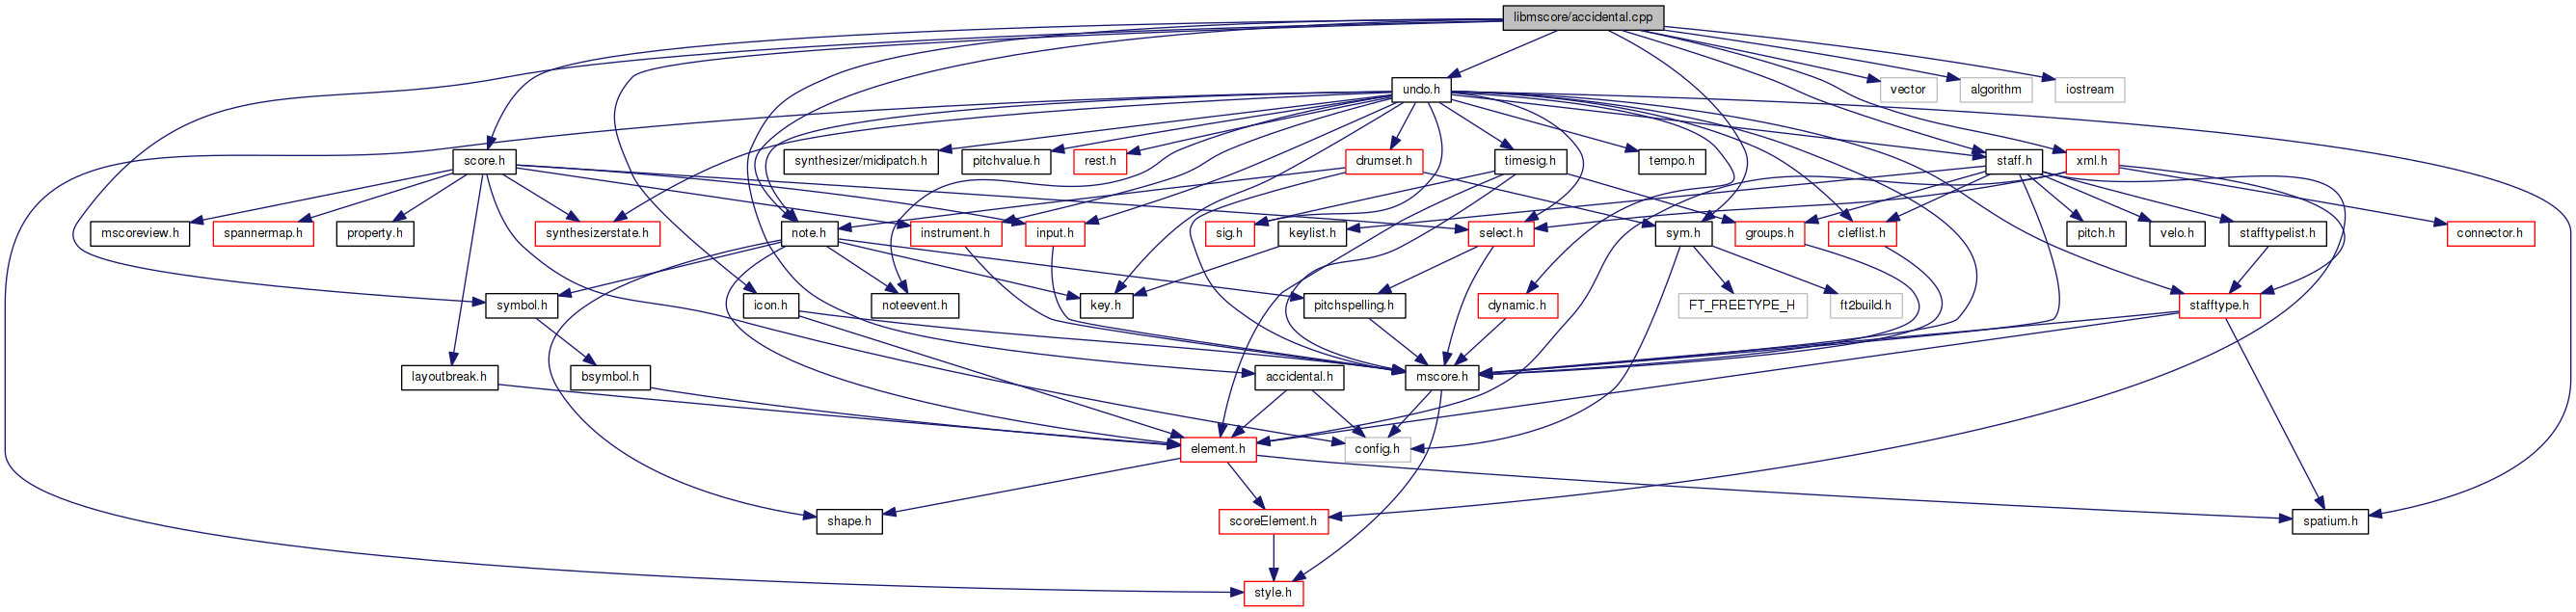 libmscore/accidental.cpp
undo.h
vector
algorithm
iostream
score.h
synthesizer/midipatch.h
pitchvalue.h
rest.h
drumset.h
timesig.h
tempo.h
staff.h
xml.h
mscoreview.h
spannermap.h
property.h
synthesizerstate.h
note.h
instrument.h
input.h
sig.h
keylist.h
select.h
sym.h
groups.h
cleflist.h
pitch.h
velo.h
stafftypelist.h
connector.h
symbol.h
icon.h
noteevent.h
key.h
pitchspelling.h
dynamic.h
FT_FREETYPE_H
ft2build.h
stafftype.h
layoutbreak.h
bsymbol.h
accidental.h
mscore.h
element.h
config.h
shape.h
scoreElement.h
spatium.h
style.h